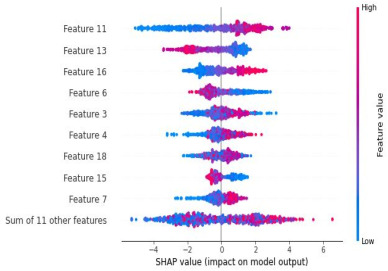 High
Feature 11
Feature 13
Feature 16
Feature 6
Feature 3
Feature 4
Feature 18
Feature 15
Feature 7
Sum of 11 other features
Feature value
Low
−4 −2 0 2 4 6
SHAP value (impact on model output)